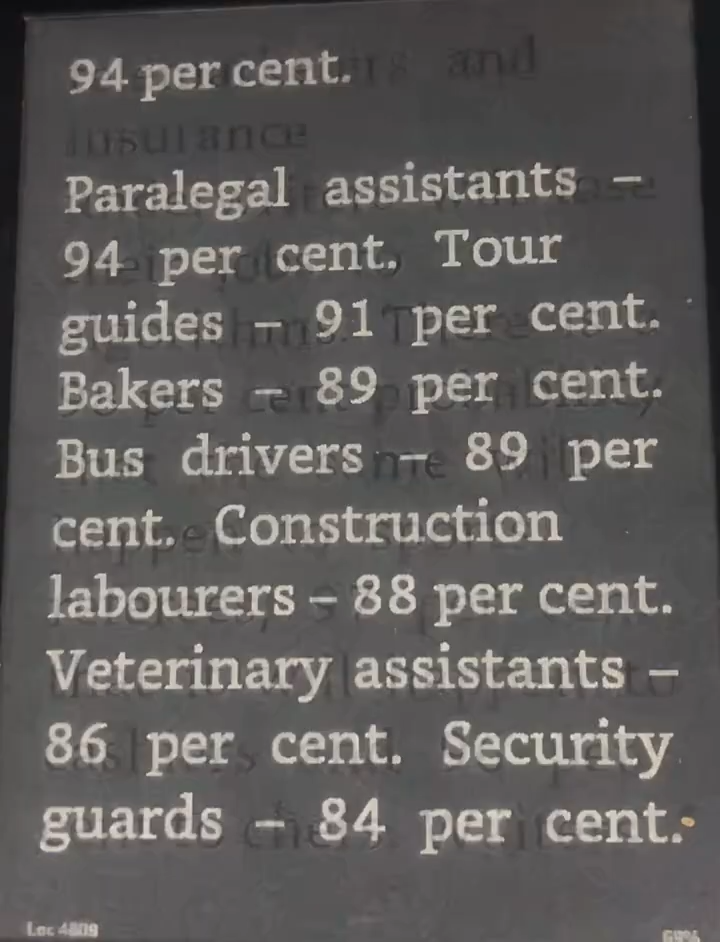 94 per cent.
Paralegal assistants –
94 per cent. Tour
guides – 91 per cent.
Bakers – 89 per cent.
Bus drivers – 89 per
cent. Construction
labourers – 88 per cent.
Veterinary assistants –
86 per cent. Security
guards – 84 per cent.
Loc 4809